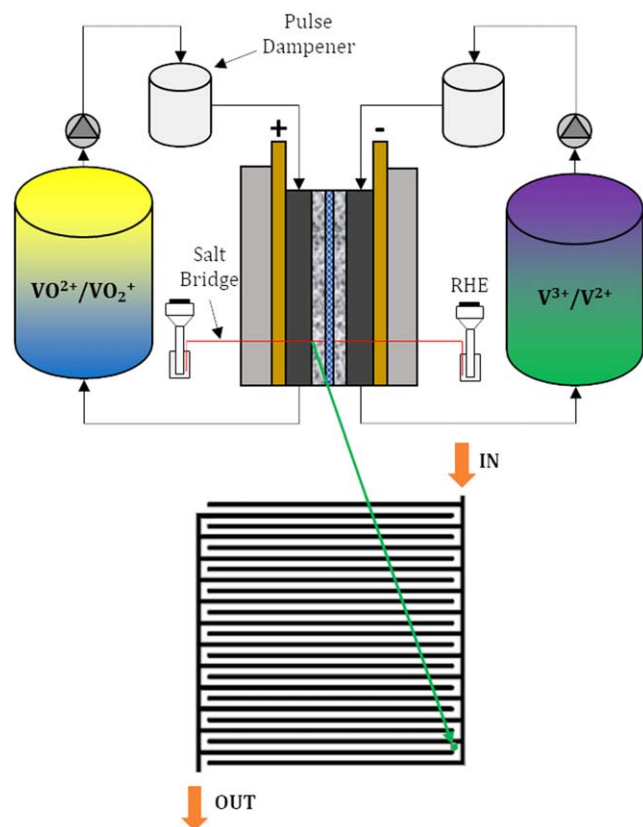 Pulse
Dampener
+
-
Salt
Bridge
RHE
VO²⁺/VO₂⁺
V³⁺/V²⁺
IN
OUT